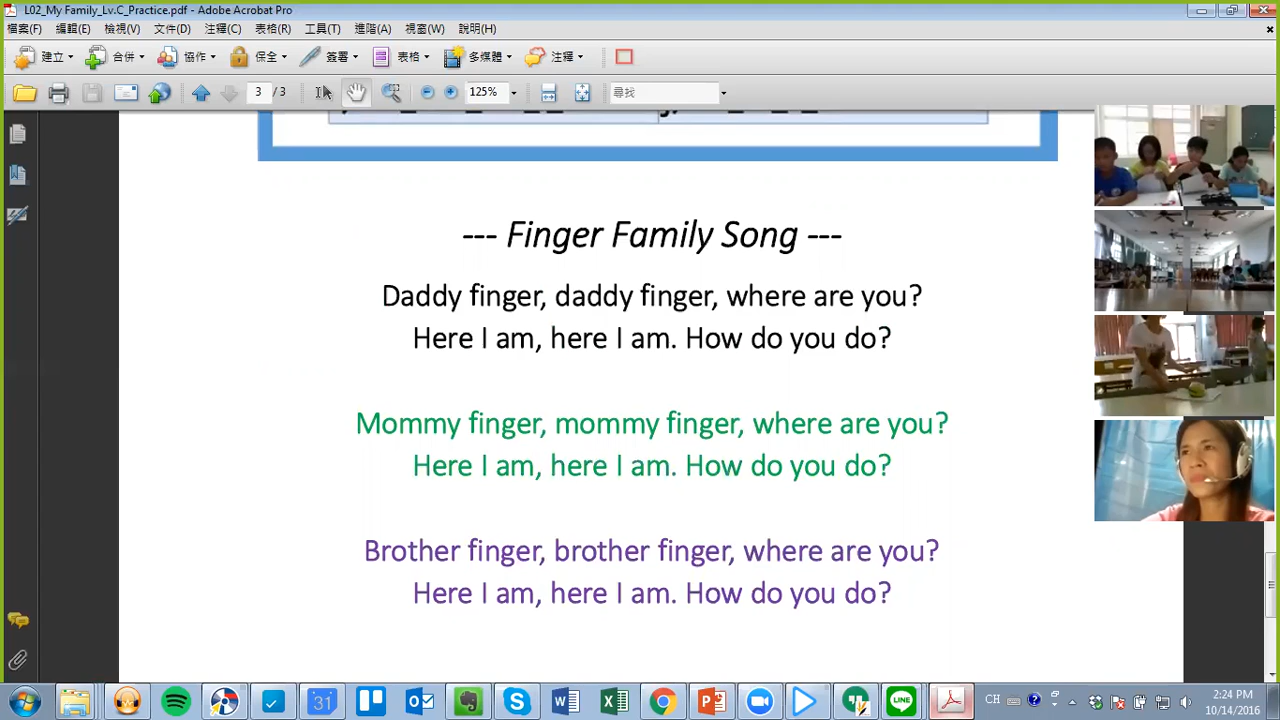 L02_My Family_Lv.C_Practice.pdf - Adobe Acrobat Pro
檔案(F) 編輯(E) 檢視(V) 文件(D) 注釋(C) 表格(R) 工具(T) 進階(A) 視窗(W) 說明(H)
建立 合併 協作 保全 簽署 表格 多媒體 注釋
3 / 3 125% 尋找
--- Finger Family Song ---
Daddy finger, daddy finger, where are you?
Here I am, here I am. How do you do?
Mommy finger, mommy finger, where are you?
Here I am, here I am. How do you do?
Brother finger, brother finger, where are you?
Here I am, here I am. How do you do?
31
CH
2:24 PM
10/14/2016
LINE